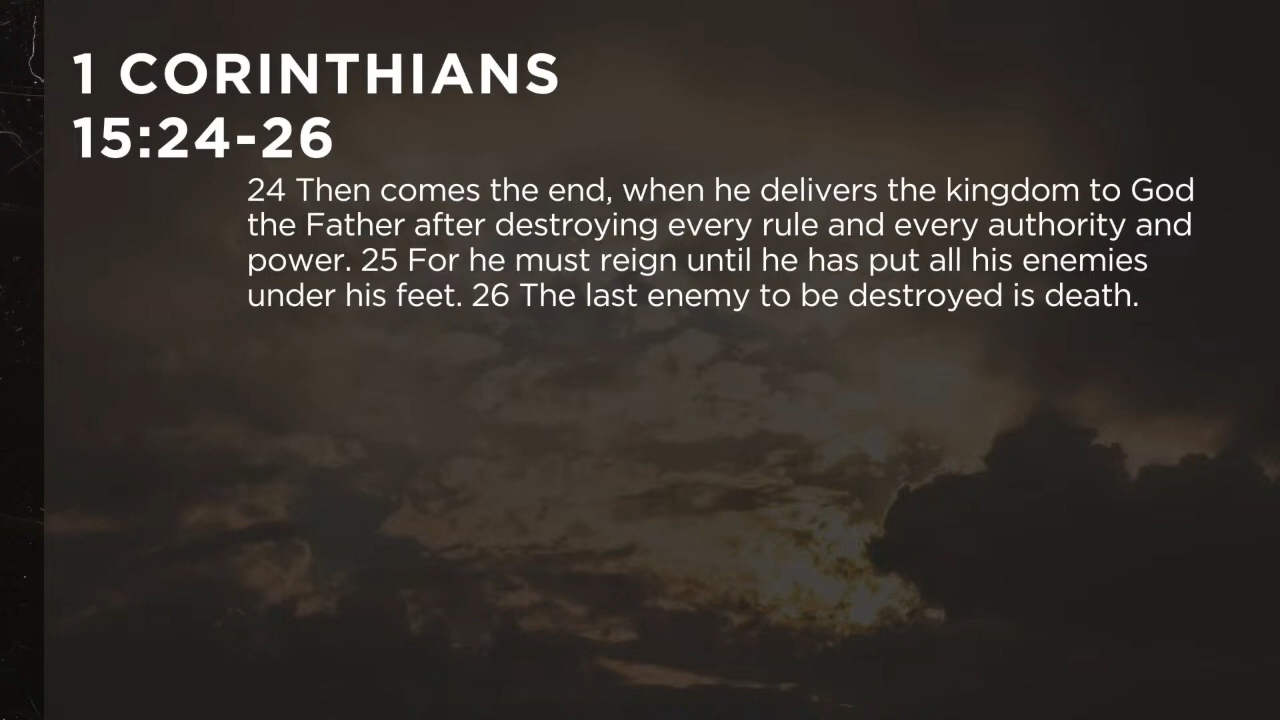 1 CORINTHIANS
15:24-26
24 Then comes the end, when he delivers the kingdom to God
the Father after destroying every rule and every authority and
power. 25 For he must reign until he has put all his enemies
under his feet. 26 The last enemy to be destroyed is death.